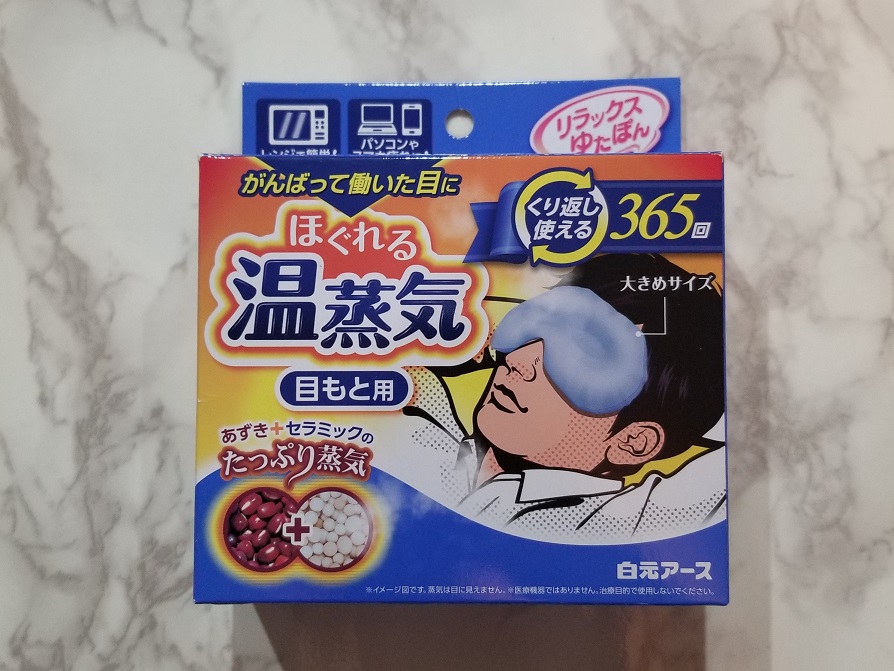 パソコンや
リラックス
ゆたぽん
がんばって働いた目に
くり返し
使える
365回
ほぐれる
温蒸気
大きめサイズ
目もと用
あずき+セラミックの
たっぷり蒸気
+
白元アース
※イメージ図です。蒸気は目に見えません。※医療機器ではありません。治療目的で使用しないでください。